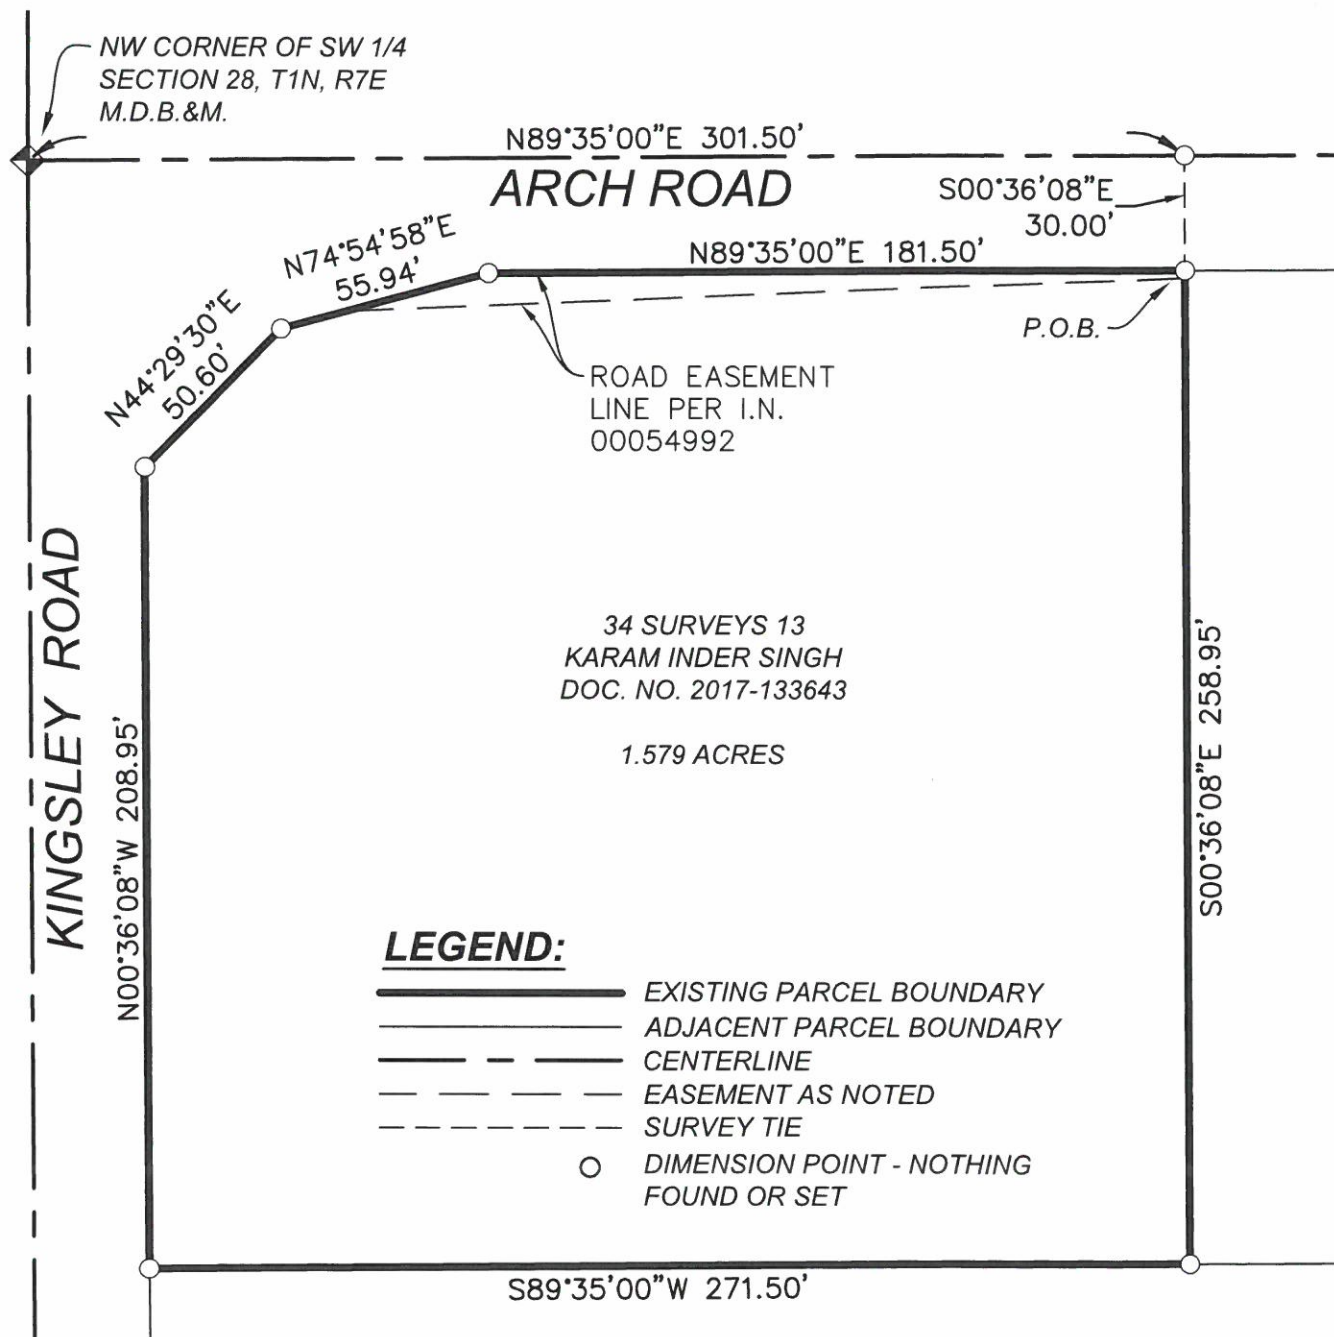 NW CORNER OF SW 1/4
SECTION 28, T1N, R7E
M.D.B.&M.
N89°35'00"E 301.50'
ARCH ROAD
S00°36'08"E
30.00'
N74°54'58"E
55.94'
N89°35'00"E 181.50'
P.O.B.
N44°29'30"E
50.60'
ROAD EASEMENT
LINE PER I.N.
00054992
KINGSLEY ROAD
34 SURVEYS 13
KARAM INDER SINGH
DOC. NO. 2017-133643
1.579 ACRES
N00°36'08"W 208.95'
S00°36'08"E 258.95'
LEGEND:
EXISTING PARCEL BOUNDARY
ADJACENT PARCEL BOUNDARY
CENTERLINE
EASEMENT AS NOTED
SURVEY TIE
DIMENSION POINT - NOTHING
FOUND OR SET
S89°35'00"W 271.50'